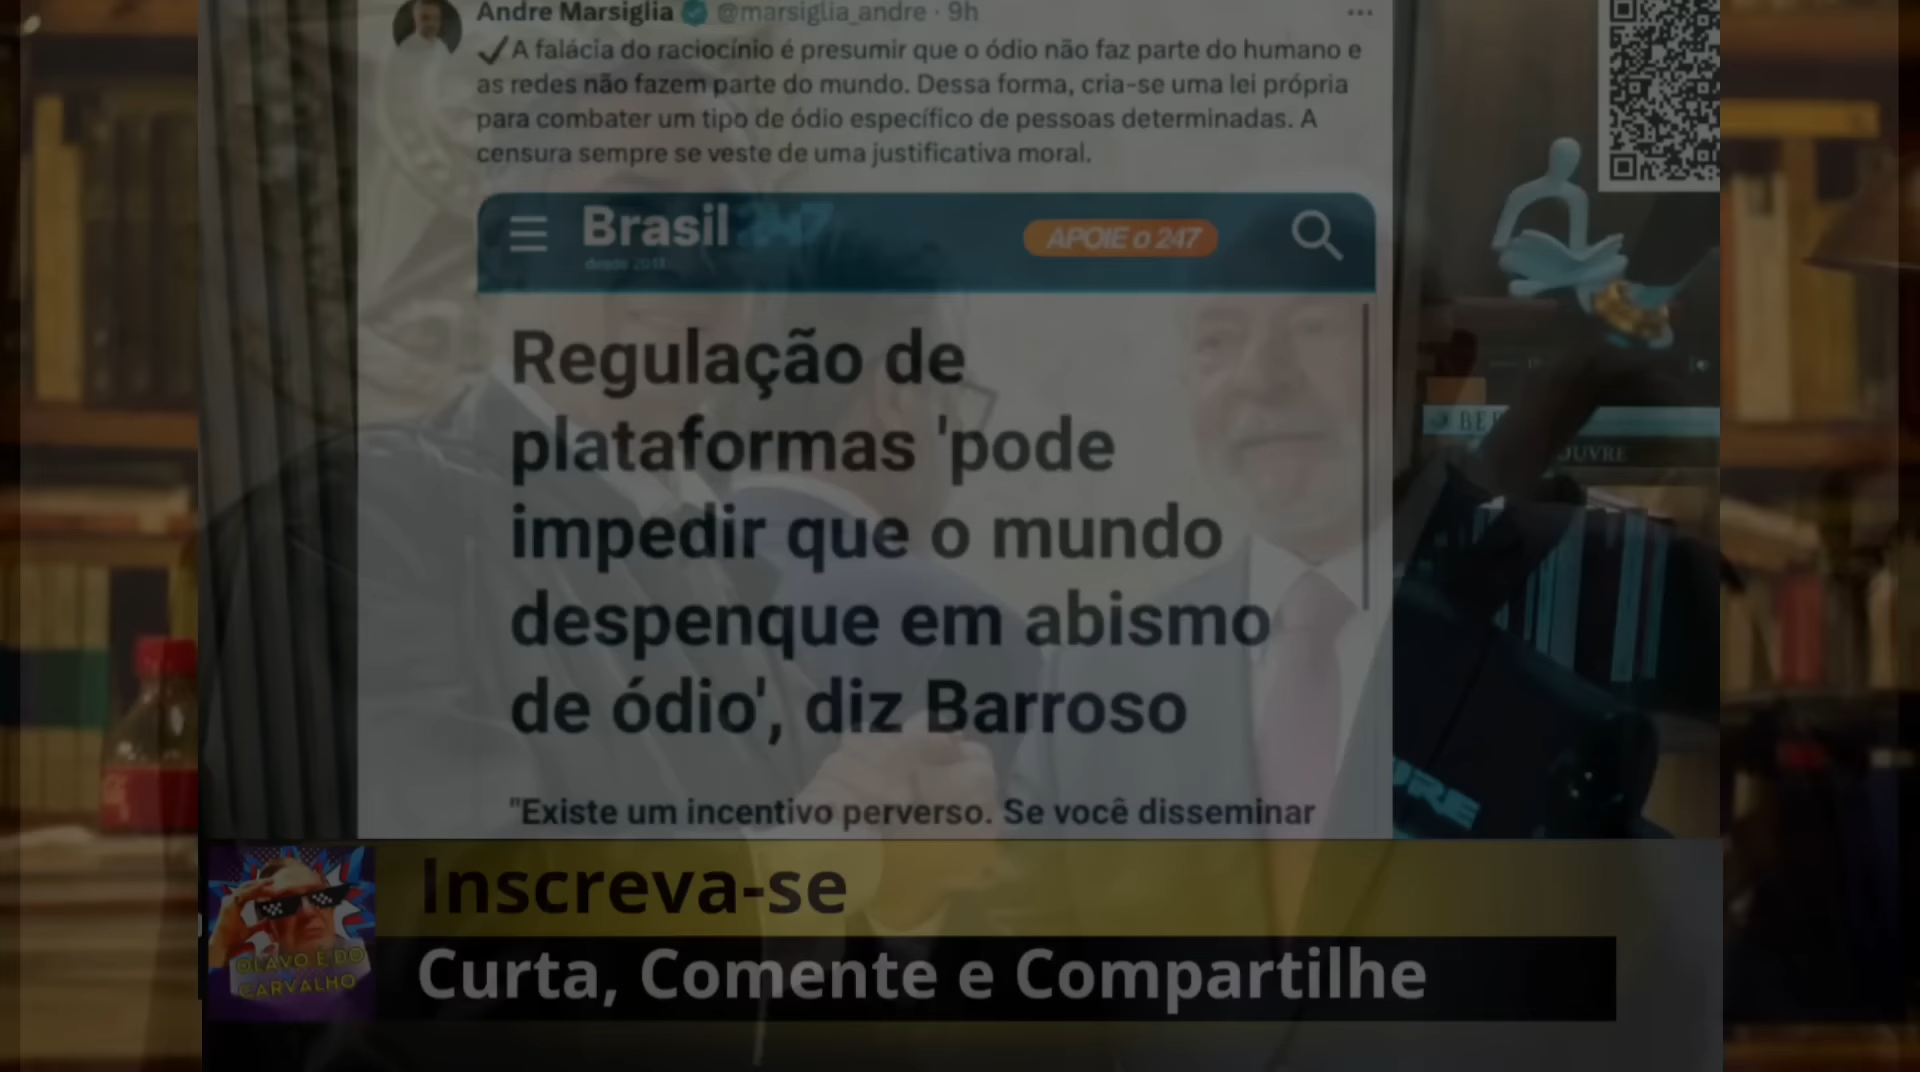 Andre Marsiglia @marsiglia_andre · 9h
A falácia do raciocínio é presumir que o ódio não faz parte do humano e
as redes não fazem parte do mundo. Dessa forma, cria-se uma lei própria
para combater um tipo de ódio específico de pessoas determinadas. A
censura sempre se veste de uma justificativa moral.
Brasil 247
desde 2011
APOIE o 247
Regulação de
plataformas 'pode
impedir que o mundo
despenque em abismo
de ódio', diz Barroso
"Existe um incentivo perverso. Se você disseminar
Inscreva-se
Curta, Comente e Compartilhe
OLAVO É DO
CARVALHO